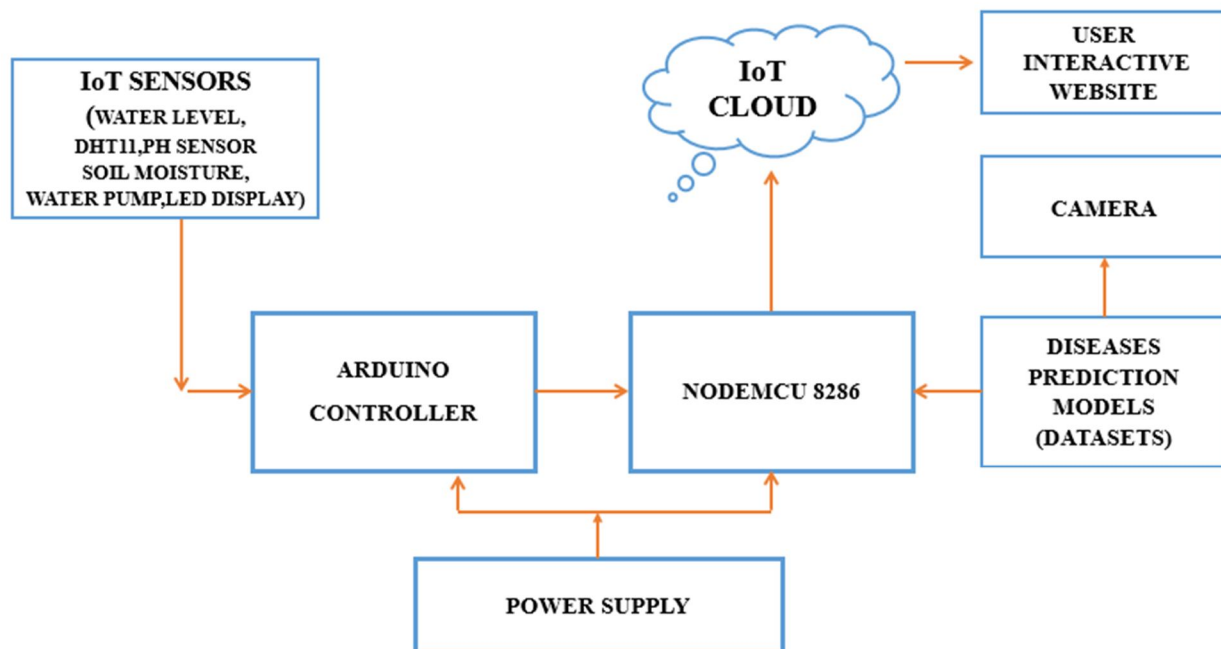 IoT SENSORS
(WATER LEVEL,
DHT11,PH SENSOR
SOIL MOISTURE,
WATER PUMP,LED DISPLAY)
IoT
CLOUD
USER
INTERACTIVE
WEBSITE
CAMERA
ARDUINO
CONTROLLER
NODEMCU 8286
DISEASES
PREDICTION
MODELS
(DATASETS)
POWER SUPPLY